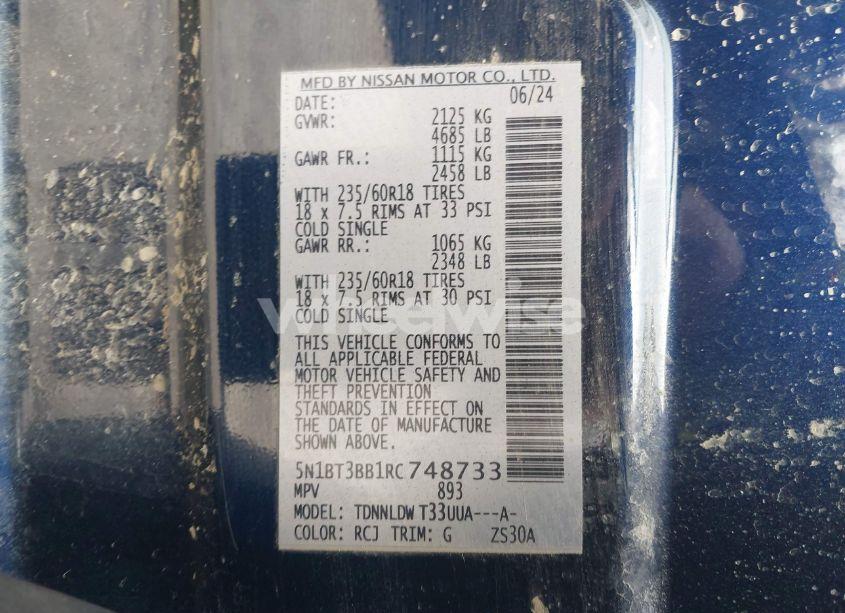 MFD BY NISSAN MOTOR CO., LTD.
DATE: 06/24
GVWR: 2125 KG
4685 LB
GAWR FR.: 1115 KG
2458 LB
WITH 235/60R18 TIRES
18 x 7.5 RIMS AT 33 PSI
COLD SINGLE
GAWR RR.: 1065 KG
2348 LB
WITH 235/60R18 TIRES
18 x 7.5 RIMS AT 30 PSI
COLD SINGLE
THIS VEHICLE CONFORMS TO
ALL APPLICABLE FEDERAL
MOTOR VEHICLE SAFETY AND
THEFT PREVENTION
STANDARDS IN EFFECT ON
THE DATE OF MANUFACTURE
SHOWN ABOVE.
5N1BT3BB1RC748733
MPV 893
MODEL: TDNNLDW T33UUA---A-
COLOR: RCJ TRIM: G ZS30A